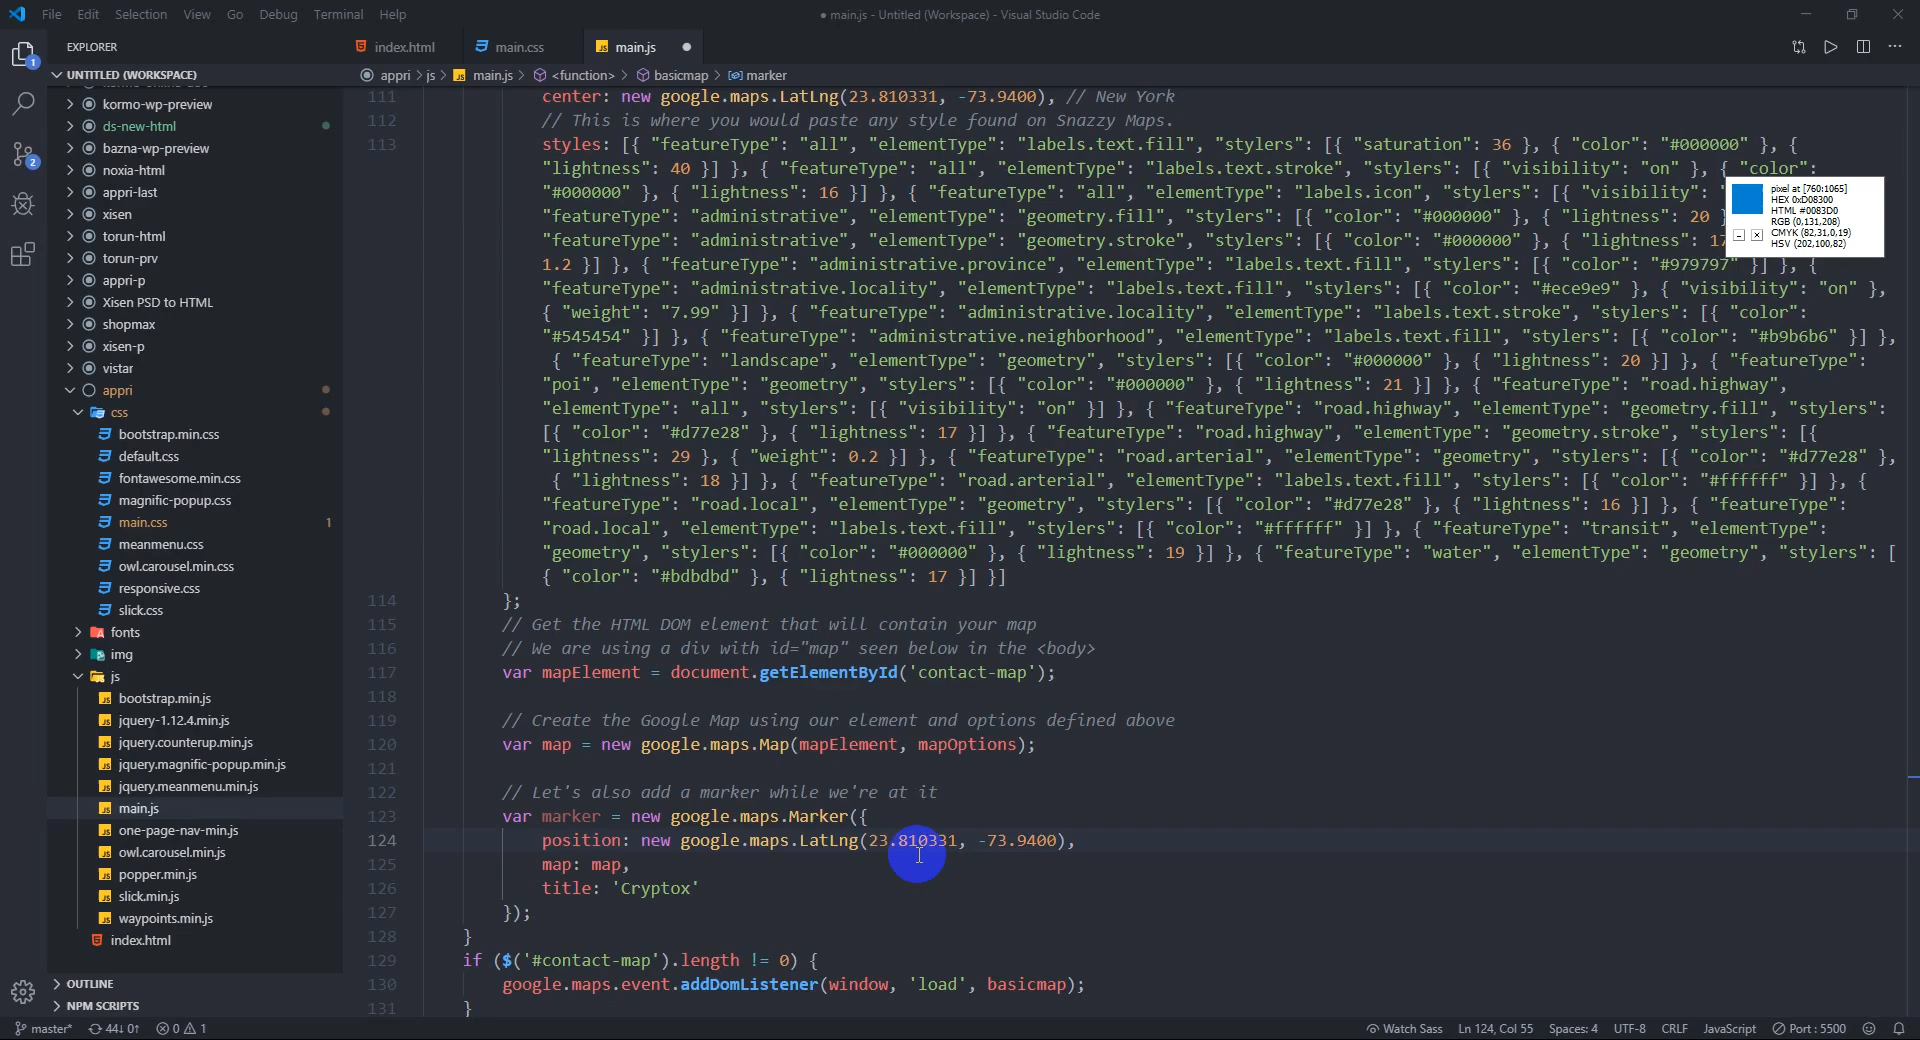 File Edit Selection View Go Debug Terminal Help
● main.js - Untitled (Workspace) - Visual Studio Code
EXPLORER
index.html
main.css
main.js
UNTITLED (WORKSPACE)
appri > js > main.js > <function> > basicmap > marker
kormo-wp-preview
ds-new-html
bazna-wp-preview
noxia-html
appri-last
xisen
torun-html
torun-prv
appri-p
Xisen PSD to HTML
shopmax
xisen-p
vistar
appri
css
bootstrap.min.css
default.css
fontawesome.min.css
magnific-popup.css
main.css 1
meanmenu.css
owl.carousel.min.css
responsive.css
slick.css
fonts
img
js
bootstrap.min.js
jquery-1.12.4.min.js
jquery.counterup.min.js
jquery.magnific-popup.min.js
jquery.meanmenu.min.js
main.js
one-page-nav-min.js
owl.carousel.min.js
popper.min.js
slick.min.js
waypoints.min.js
index.html
OUTLINE
NPM SCRIPTS
1
2
111 center: new google.maps.LatLng(23.810331, -73.9400), // New York
112 // This is where you would paste any style found on Snazzy Maps.
113 styles: [{ "featureType": "all", "elementType": "labels.text.fill", "stylers": [{ "saturation": 36 }, { "color": "#000000" }, {
"lightness": 40 }] }, { "featureType": "all", "elementType": "labels.text.stroke", "stylers": [{ "visibility": "on" }, { "color":
"#000000" }, { "lightness": 16 }] }, { "featureType": "all", "elementType": "labels.icon", "stylers": [{ "visibility": "
"featureType": "administrative", "elementType": "geometry.fill", "stylers": [{ "color": "#000000" }, { "lightness": 20 }
"featureType": "administrative", "elementType": "geometry.stroke", "stylers": [{ "color": "#000000" }, { "lightness": 17
1.2 }] }, { "featureType": "administrative.province", "elementType": "labels.text.fill", "stylers": [{ "color": "#979797" }] }, {
"featureType": "administrative.locality", "elementType": "labels.text.fill", "stylers": [{ "color": "#ece9e9" }, { "visibility": "on" },
{ "weight": "7.99" }] }, { "featureType": "administrative.locality", "elementType": "labels.text.stroke", "stylers": [{ "color":
"#545454" }] }, { "featureType": "administrative.neighborhood", "elementType": "labels.text.fill", "stylers": [{ "color": "#b9b6b6" }] },
{ "featureType": "landscape", "elementType": "geometry", "stylers": [{ "color": "#000000" }, { "lightness": 20 }] }, { "featureType":
"poi", "elementType": "geometry", "stylers": [{ "color": "#000000" }, { "lightness": 21 }] }, { "featureType": "road.highway",
"elementType": "all", "stylers": [{ "visibility": "on" }] }, { "featureType": "road.highway", "elementType": "geometry.fill", "stylers":
[{ "color": "#d77e28" }, { "lightness": 17 }] }, { "featureType": "road.highway", "elementType": "geometry.stroke", "stylers": [{
"lightness": 29 }, { "weight": 0.2 }] }, { "featureType": "road.arterial", "elementType": "geometry", "stylers": [{ "color": "#d77e28" },
{ "lightness": 18 }] }, { "featureType": "road.arterial", "elementType": "labels.text.fill", "stylers": [{ "color": "#ffffff" }] }, {
"featureType": "road.local", "elementType": "geometry", "stylers": [{ "color": "#d77e28" }, { "lightness": 16 }] }, { "featureType":
"road.local", "elementType": "labels.text.fill", "stylers": [{ "color": "#ffffff" }] }, { "featureType": "transit", "elementType":
"geometry", "stylers": [{ "color": "#000000" }, { "lightness": 19 }] }, { "featureType": "water", "elementType": "geometry", "stylers": [
{ "color": "#bdbdbd" }, { "lightness": 17 }] }]
114 };
115 // Get the HTML DOM element that will contain your map
116 // We are using a div with id="map" seen below in the <body>
117 var mapElement = document.getElementById('contact-map');
118
119 // Create the Google Map using our element and options defined above
120 var map = new google.maps.Map(mapElement, mapOptions);
121
122 // Let's also add a marker while we're at it
123 var marker = new google.maps.Marker({
124 position: new google.maps.LatLng(23.810331, -73.9400),
125 map: map,
126 title: 'Cryptox'
127 });
128 }
129 if ($('#contact-map').length != 0) {
130 google.maps.event.addDomListener(window, 'load', basicmap);
131 }
pixel at [760:1065]
HEX 0xD08300
HTML #0083D0
RGB (0,131,208)
CMYK (82,31,0,19)
HSV (202,100,82)
master* 44↓ 0↑ 0 1
Watch Sass Ln 124, Col 55 Spaces: 4 UTF-8 CRLF JavaScript Port : 5500